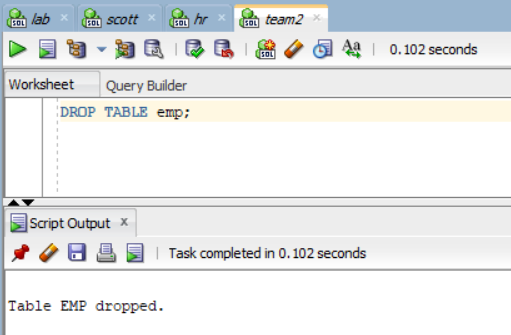 lab scott hr team2
0.102 seconds
Worksheet Query Builder
DROP TABLE emp;
Script Output x
Task completed in 0.102 seconds
Table EMP dropped.